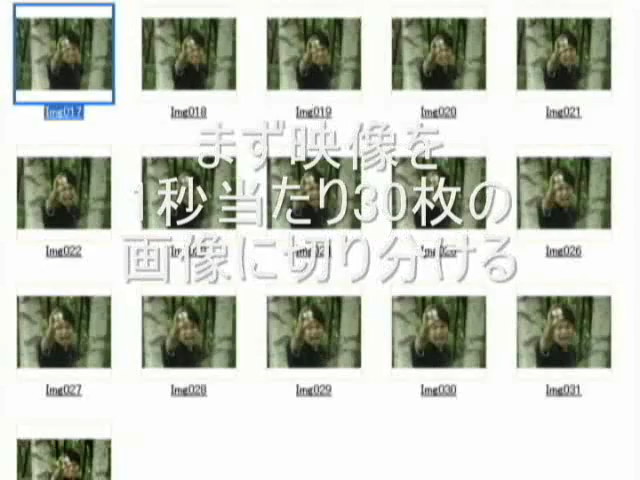 Img017 Img018 Img019 Img020 Img021
まず映像を
1秒当たり30枚の
Img022 Img026
画像に切り分ける
Img027 Img028 Img029 Img030 Img031